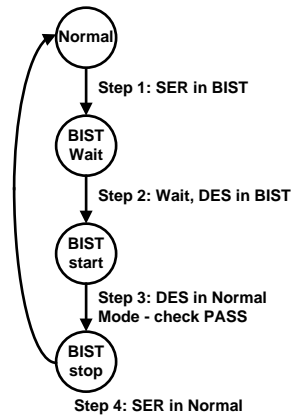 Normal
Step 1: SER in BIST
BIST
Wait
Step 2: Wait, DES in BIST
BIST
start
Step 3: DES in Normal
Mode - check PASS
BIST
stop
Step 4: SER in Normal